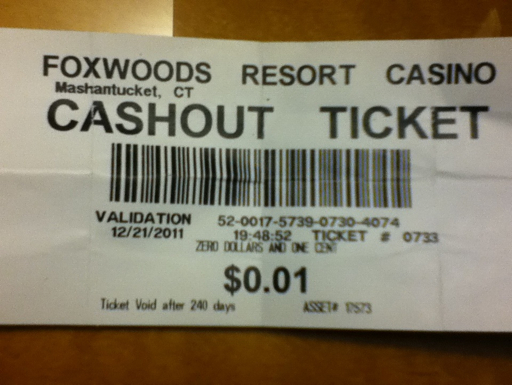 FOXWOODS RESORT CASINO
Mashantucket, CT
CASHOUT TICKET
VALIDATION 52-0017-5739-0730-4074
12/21/2011 19:48:52 TICKET # 0733
ZERO DOLLARS AND ONE CENT
$0.01
Ticket Void after 240 days ASSET#